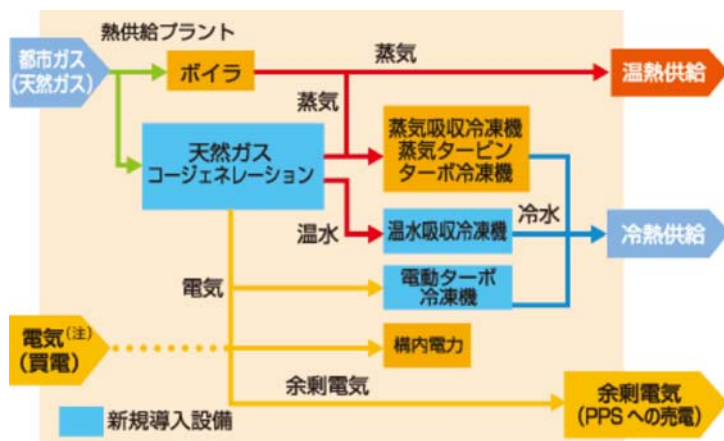 熱供給プラント
都市ガス
(天然ガス)
ボイラ
蒸気
温熱供給
蒸気
天然ガス
コージェネレーション
蒸気吸収冷凍機
蒸気タービン
ターボ冷凍機
温水
温水吸収冷凍機
冷水
冷熱供給
電気
電動ターボ
冷凍機
電気(注)
(買電)
構内電力
余剰電気
余剰電気
(PPSへの売電)
新規導入設備